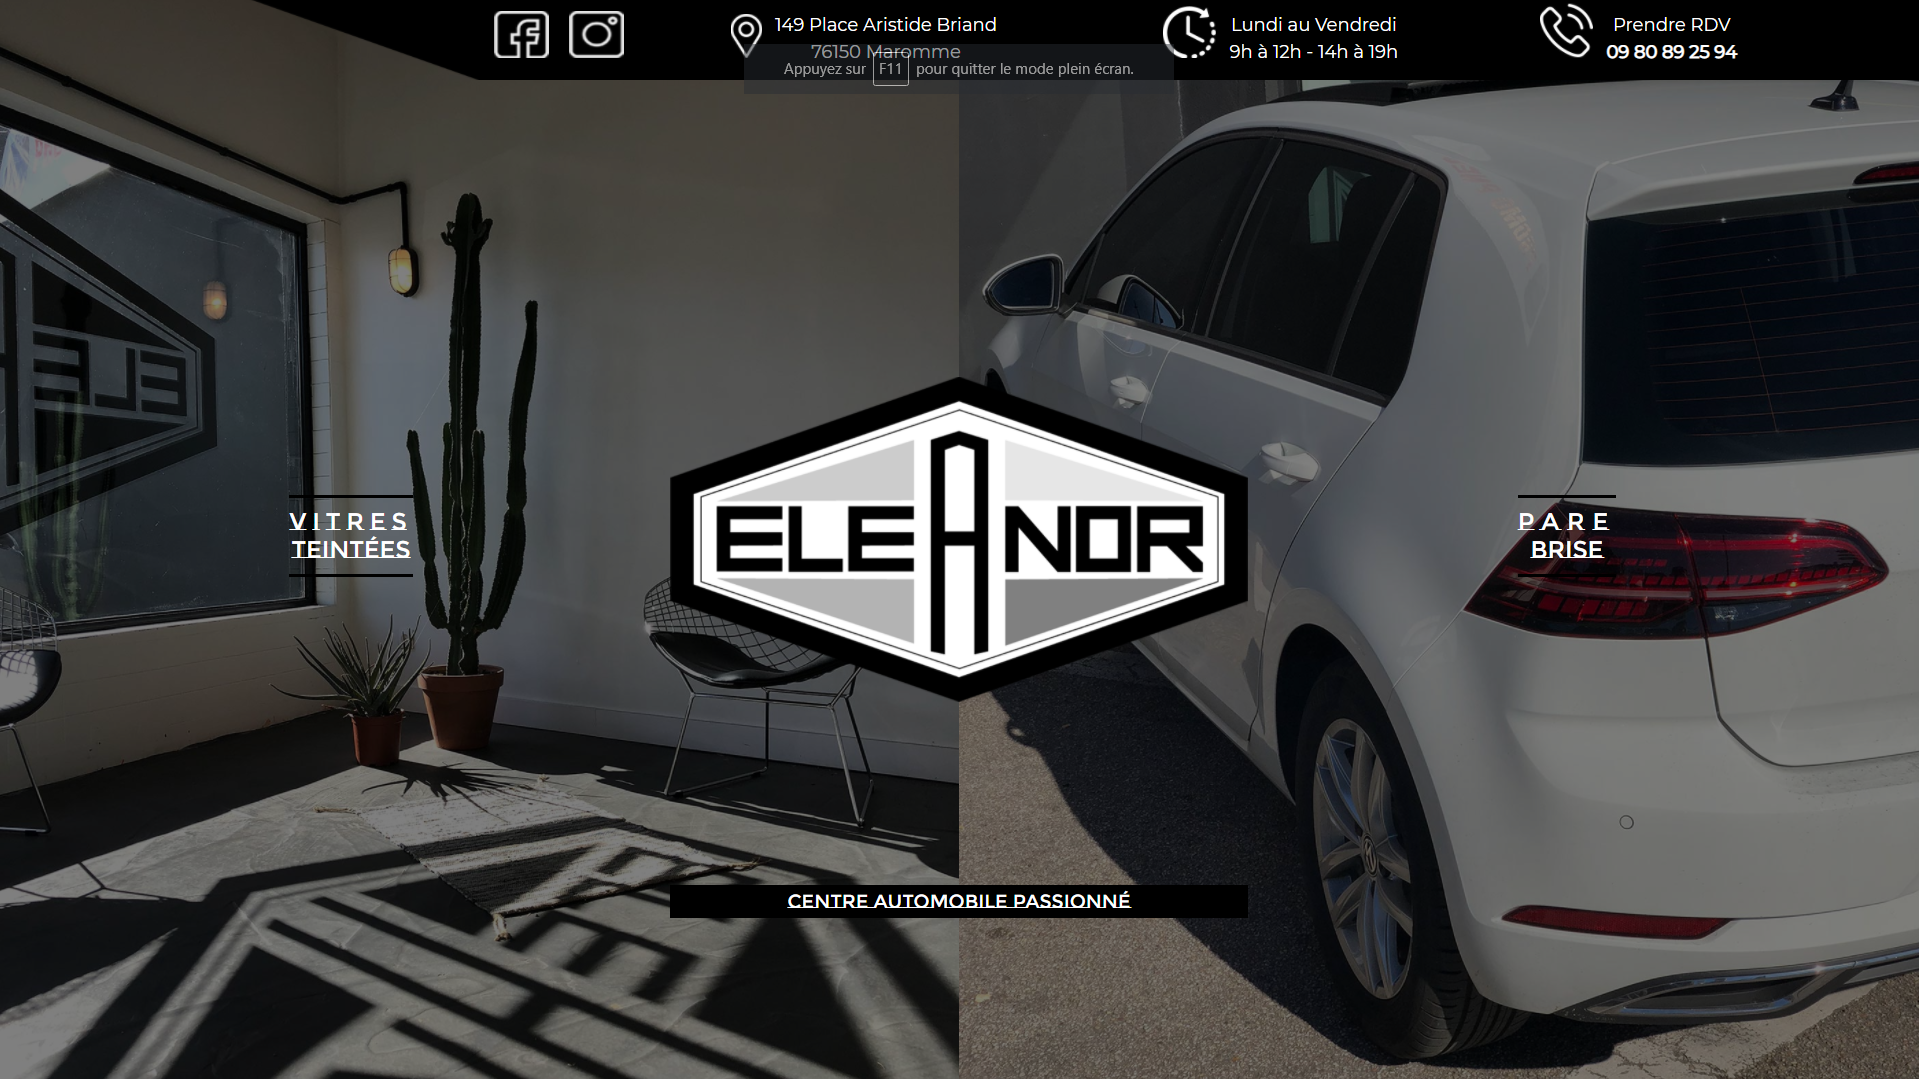 149 Place Aristide Briand
76150 Maromme
Lundi au Vendredi
9h à 12h - 14h à 19h
Prendre RDV
09 80 89 25 94
Appuyez sur F11 pour quitter le mode plein écran.
ELEANOR
VITRES
TEINTÉES
PARE
BRISE
CENTRE AUTOMOBILE PASSIONNÉ